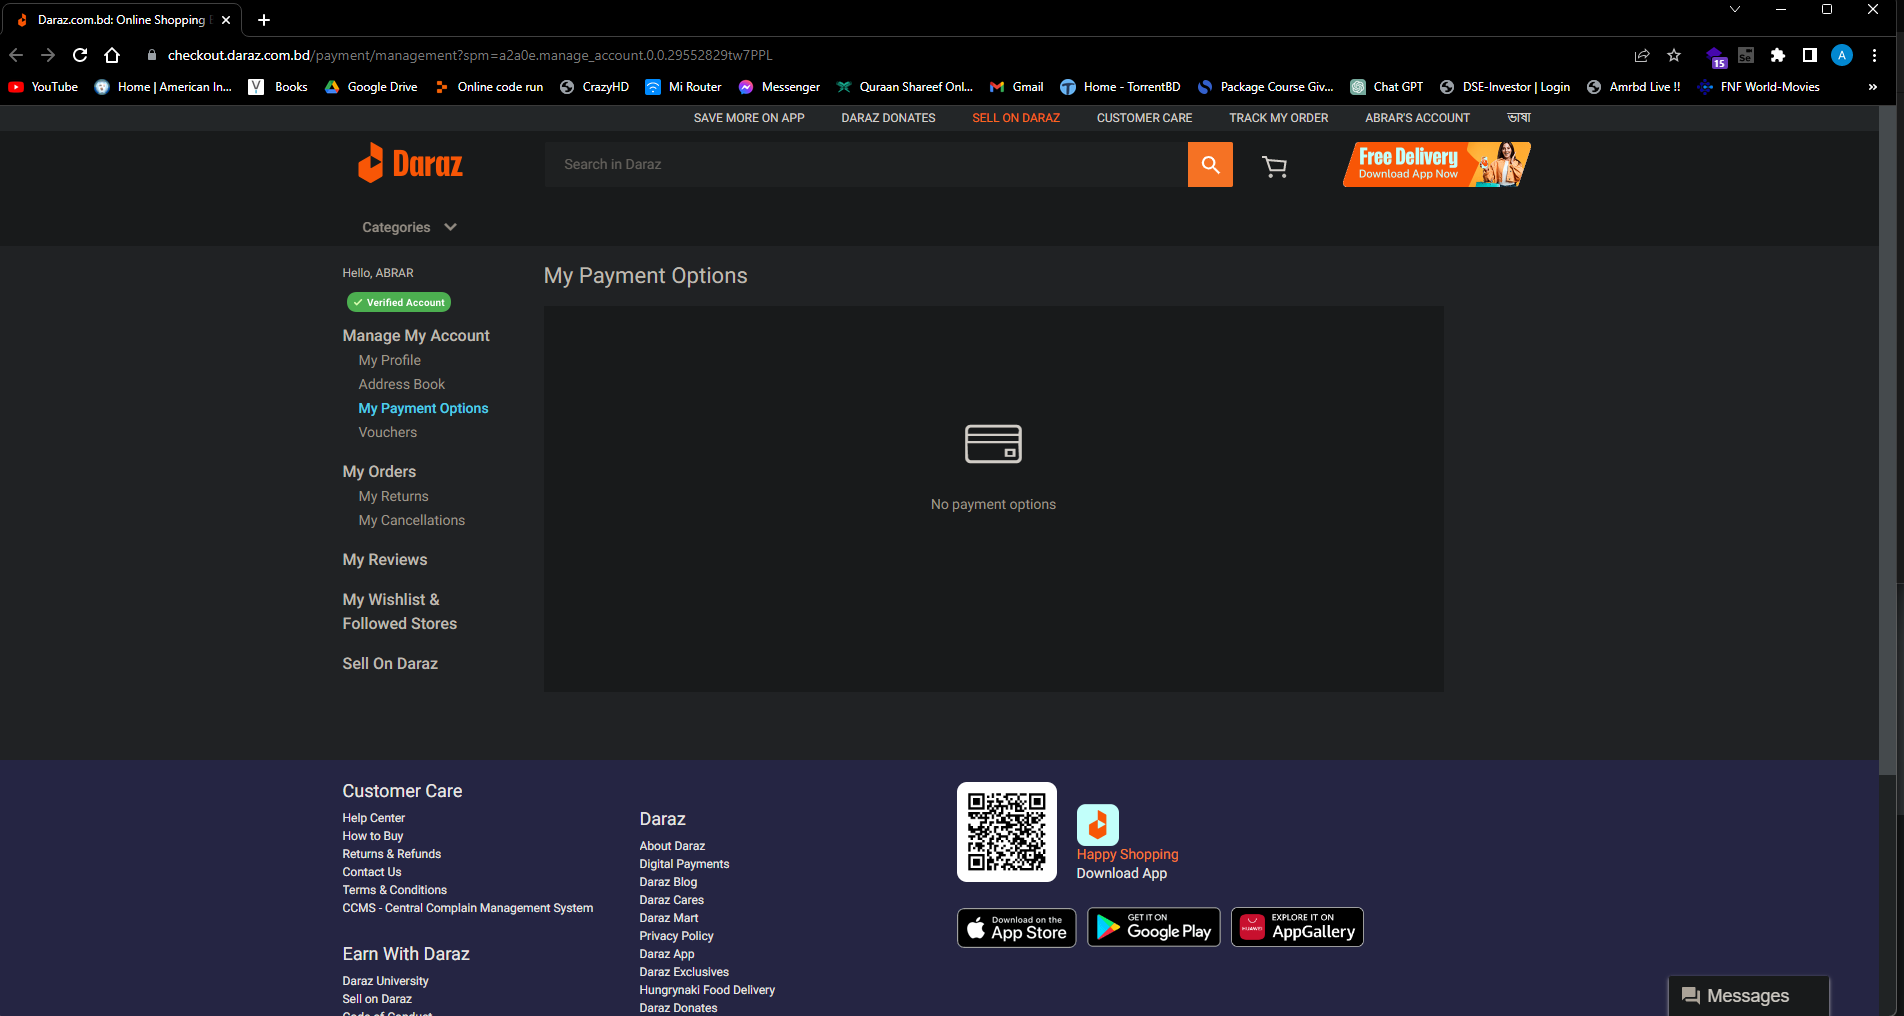 Daraz.com.bd: Online Shopping
checkout.daraz.com.bd/payment/management?spm=a2a0e.manage_account.0.0.29552829tw7PPL
15
Se
A
YouTube
Home | American In...
Books
Google Drive
Online code run
CrazyHD
Mi Router
Messenger
Quraan Shareef Onl...
Gmail
Home - TorrentBD
Package Course Giv...
Chat GPT
DSE-Investor | Login
Amrbd Live !!
FNF World-Movies
SAVE MORE ON APP
DARAZ DONATES
SELL ON DARAZ
CUSTOMER CARE
TRACK MY ORDER
ABRAR'S ACCOUNT
ভাষা
Daraz
Search in Daraz
Free Delivery
Download App Now
Categories
Hello, ABRAR
Verified Account
Manage My Account
My Profile
Address Book
My Payment Options
Vouchers
My Orders
My Returns
My Cancellations
My Reviews
My Wishlist &
Followed Stores
Sell On Daraz
My Payment Options
No payment options
Customer Care
Help Center
How to Buy
Returns & Refunds
Contact Us
Terms & Conditions
CCMS - Central Complain Management System
Earn With Daraz
Daraz University
Sell on Daraz
Code of Conduct
Daraz
About Daraz
Digital Payments
Daraz Blog
Daraz Cares
Daraz Mart
Privacy Policy
Daraz App
Daraz Exclusives
Hungrynaki Food Delivery
Daraz Donates
Happy Shopping
Download App
Download on the
App Store
GET IT ON
Google Play
HUAWEI
EXPLORE IT ON
AppGallery
Messages